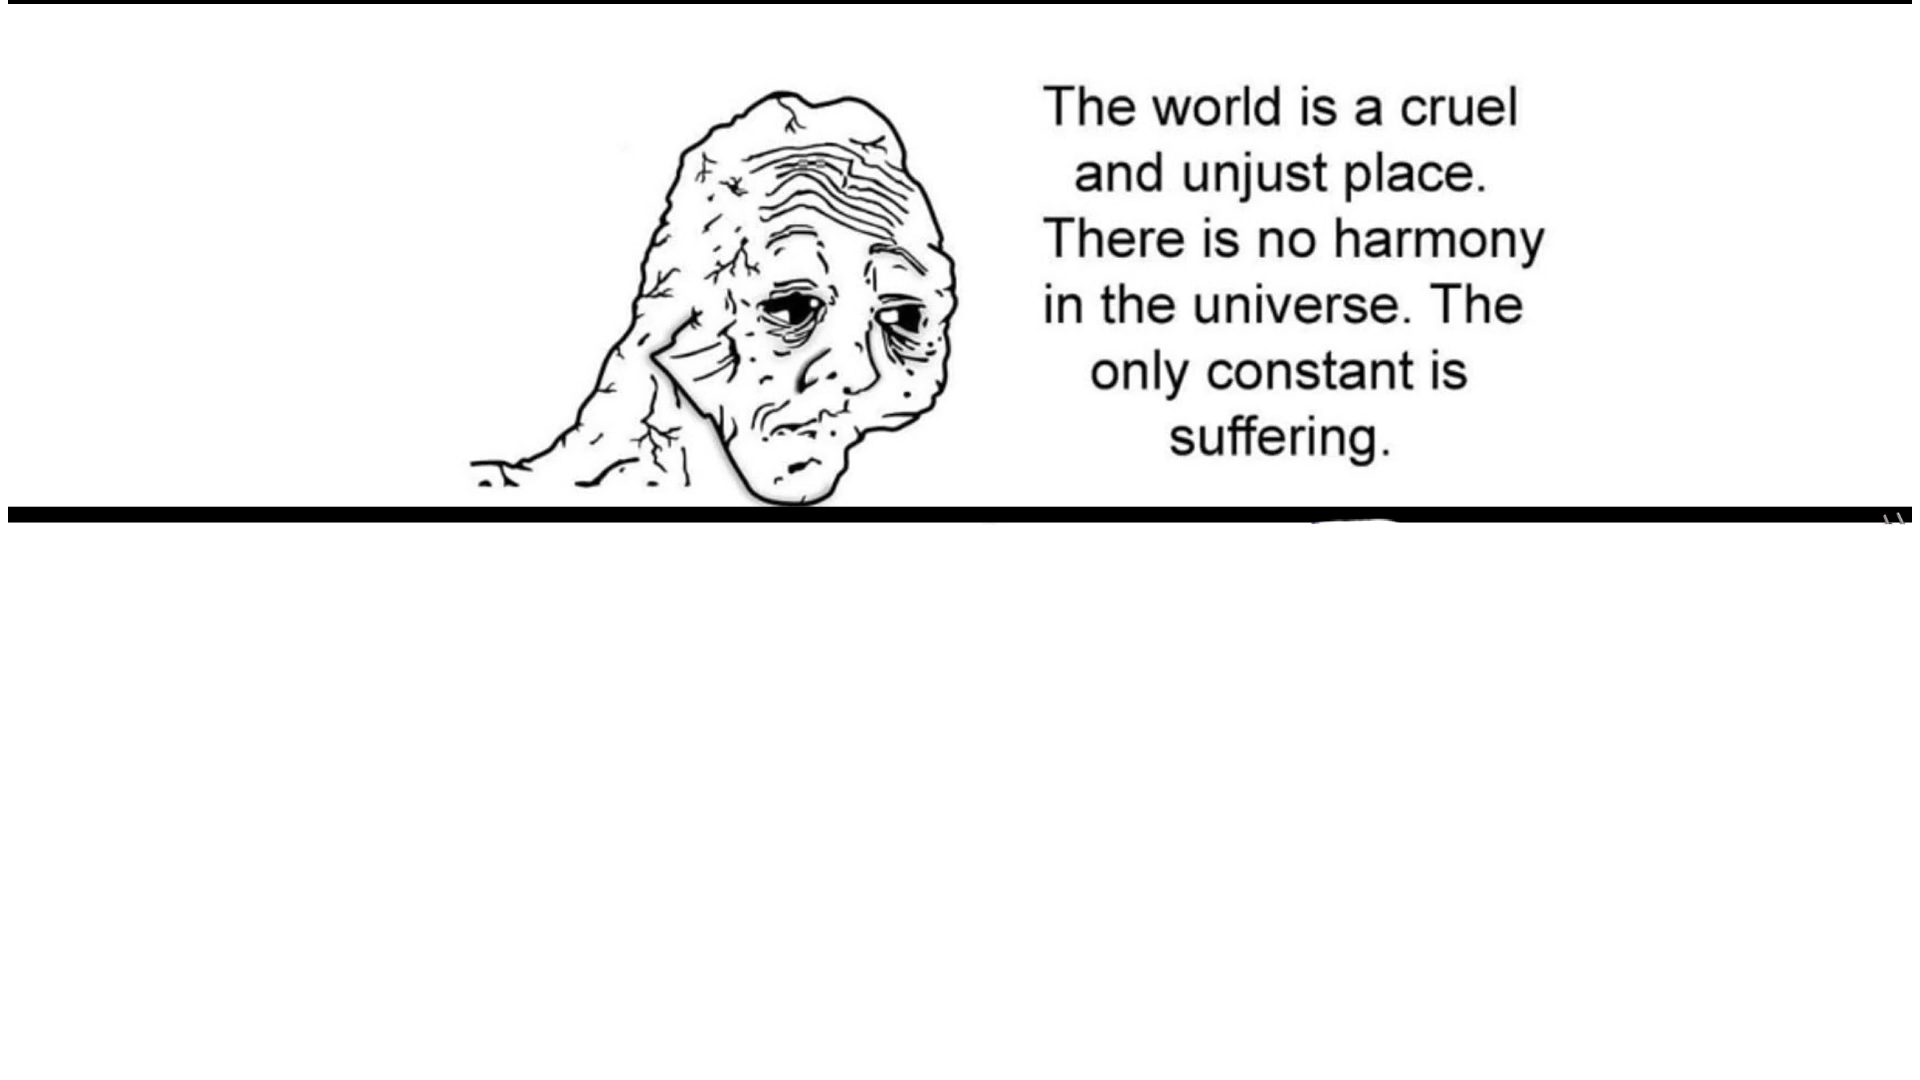 The world is a cruel
and unjust place.
There is no harmony
in the universe. The
only constant is
suffering.